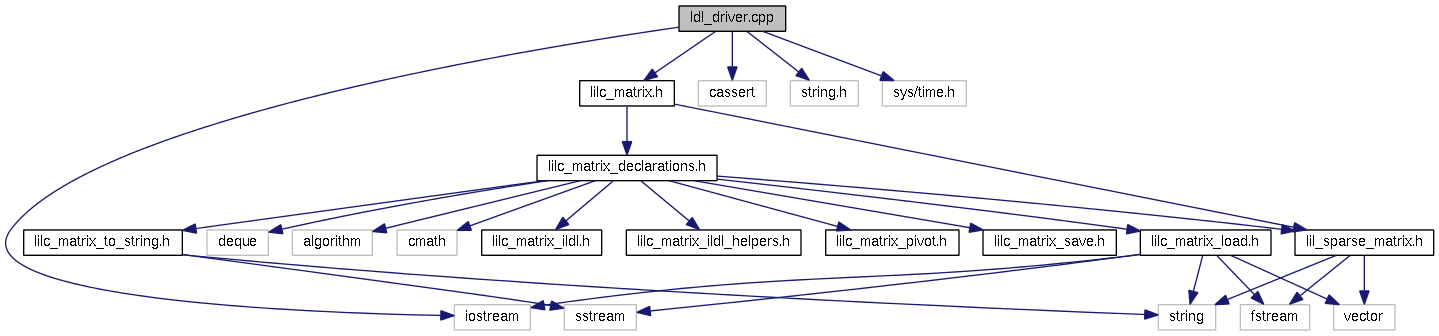 ldl_driver.cpp
lilc_matrix.h
cassert
string.h
sys/time.h
lilc_matrix_declarations.h
lilc_matrix_to_string.h
deque
algorithm
cmath
lilc_matrix_ildl.h
lilc_matrix_ildl_helpers.h
lilc_matrix_pivot.h
lilc_matrix_save.h
lilc_matrix_load.h
lil_sparse_matrix.h
iostream
sstream
string
fstream
vector